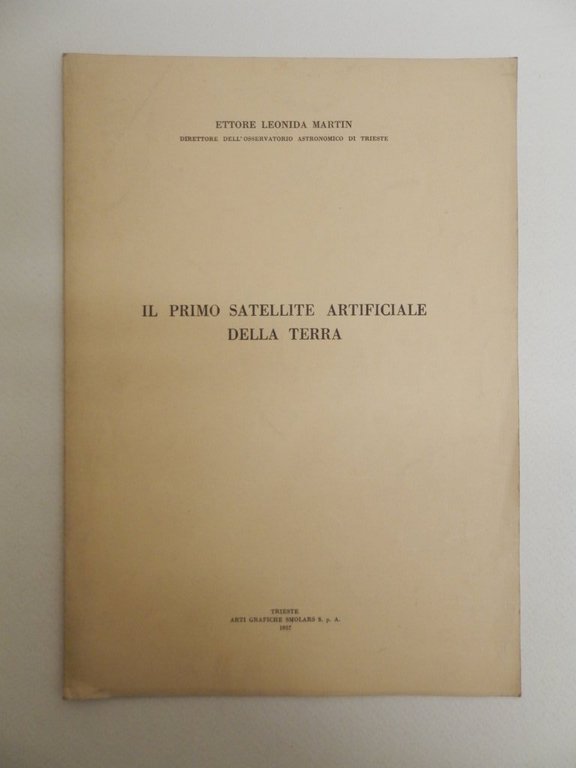 ETTORE LEONIDA MARTIN
DIRETTORE DELL'OSSERVATORIO ASTRONOMICO DI TRIESTE
IL PRIMO SATELLITE ARTIFICIALE
DELLA TERRA
TRIESTE
ARTI GRAFICHE SMOLARS S. p. A.
1957